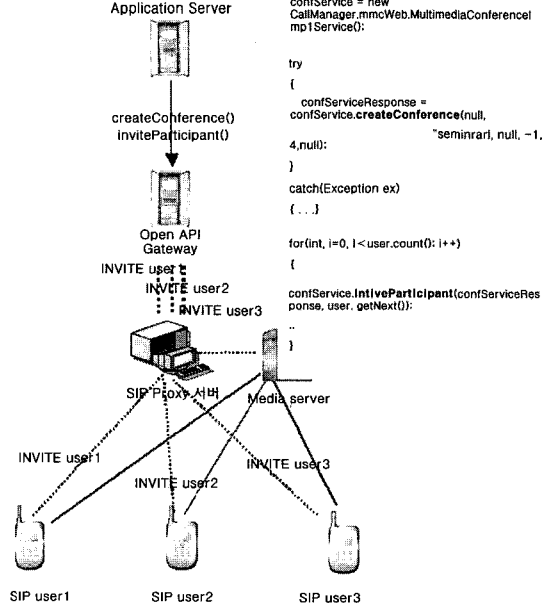 Application Server
createConference()
inviteParticipant()
Open API
Gateway
INVITE user1
INVITE user2
INVITE user3
SIP Proxy 서버
Media server
INVITE user1
INVITE user2
INVITE user3
SIP user1
SIP user2
SIP user3
confService = new
CallManager.mmcWeb.MultimediaConferenceI
mp1Service();
try
{
confServiceResponse =
confService.createConference(null,
"seminrarl, null, -1,
4,null);
}
catch(Exception ex)
{ . . .}
for(int, i=0, i<user.count(); i++)
{
confService.IntiveParticipant(confServiceRes
ponse, user. getNext());
..
}